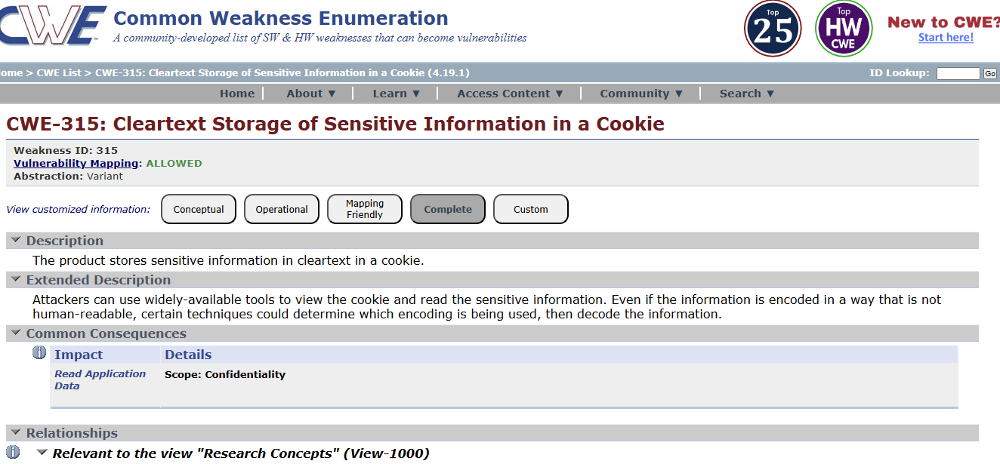 CWE
Common Weakness Enumeration
A community-developed list of SW & HW weaknesses that can become vulnerabilities
Top
25
Top
HW
CWE
New to CWE?
Start here!
ome > CWE List > CWE-315: Cleartext Storage of Sensitive Information in a Cookie (4.19.1)
ID Lookup:
Go
Home
About ▼
Learn ▼
Access Content ▼
Community ▼
Search ▼
CWE-315: Cleartext Storage of Sensitive Information in a Cookie
Weakness ID: 315
Vulnerability Mapping: ALLOWED
Abstraction: Variant
View customized information:
Conceptual
Operational
Mapping
Friendly
Complete
Custom
Description
The product stores sensitive information in cleartext in a cookie.
Extended Description
Attackers can use widely-available tools to view the cookie and read the sensitive information. Even if the information is encoded in a way that is not
human-readable, certain techniques could determine which encoding is being used, then decode the information.
Common Consequences
Impact
Details
Read Application
Data
Scope: Confidentiality
Relationships
Relevant to the view "Research Concepts" (View-1000)